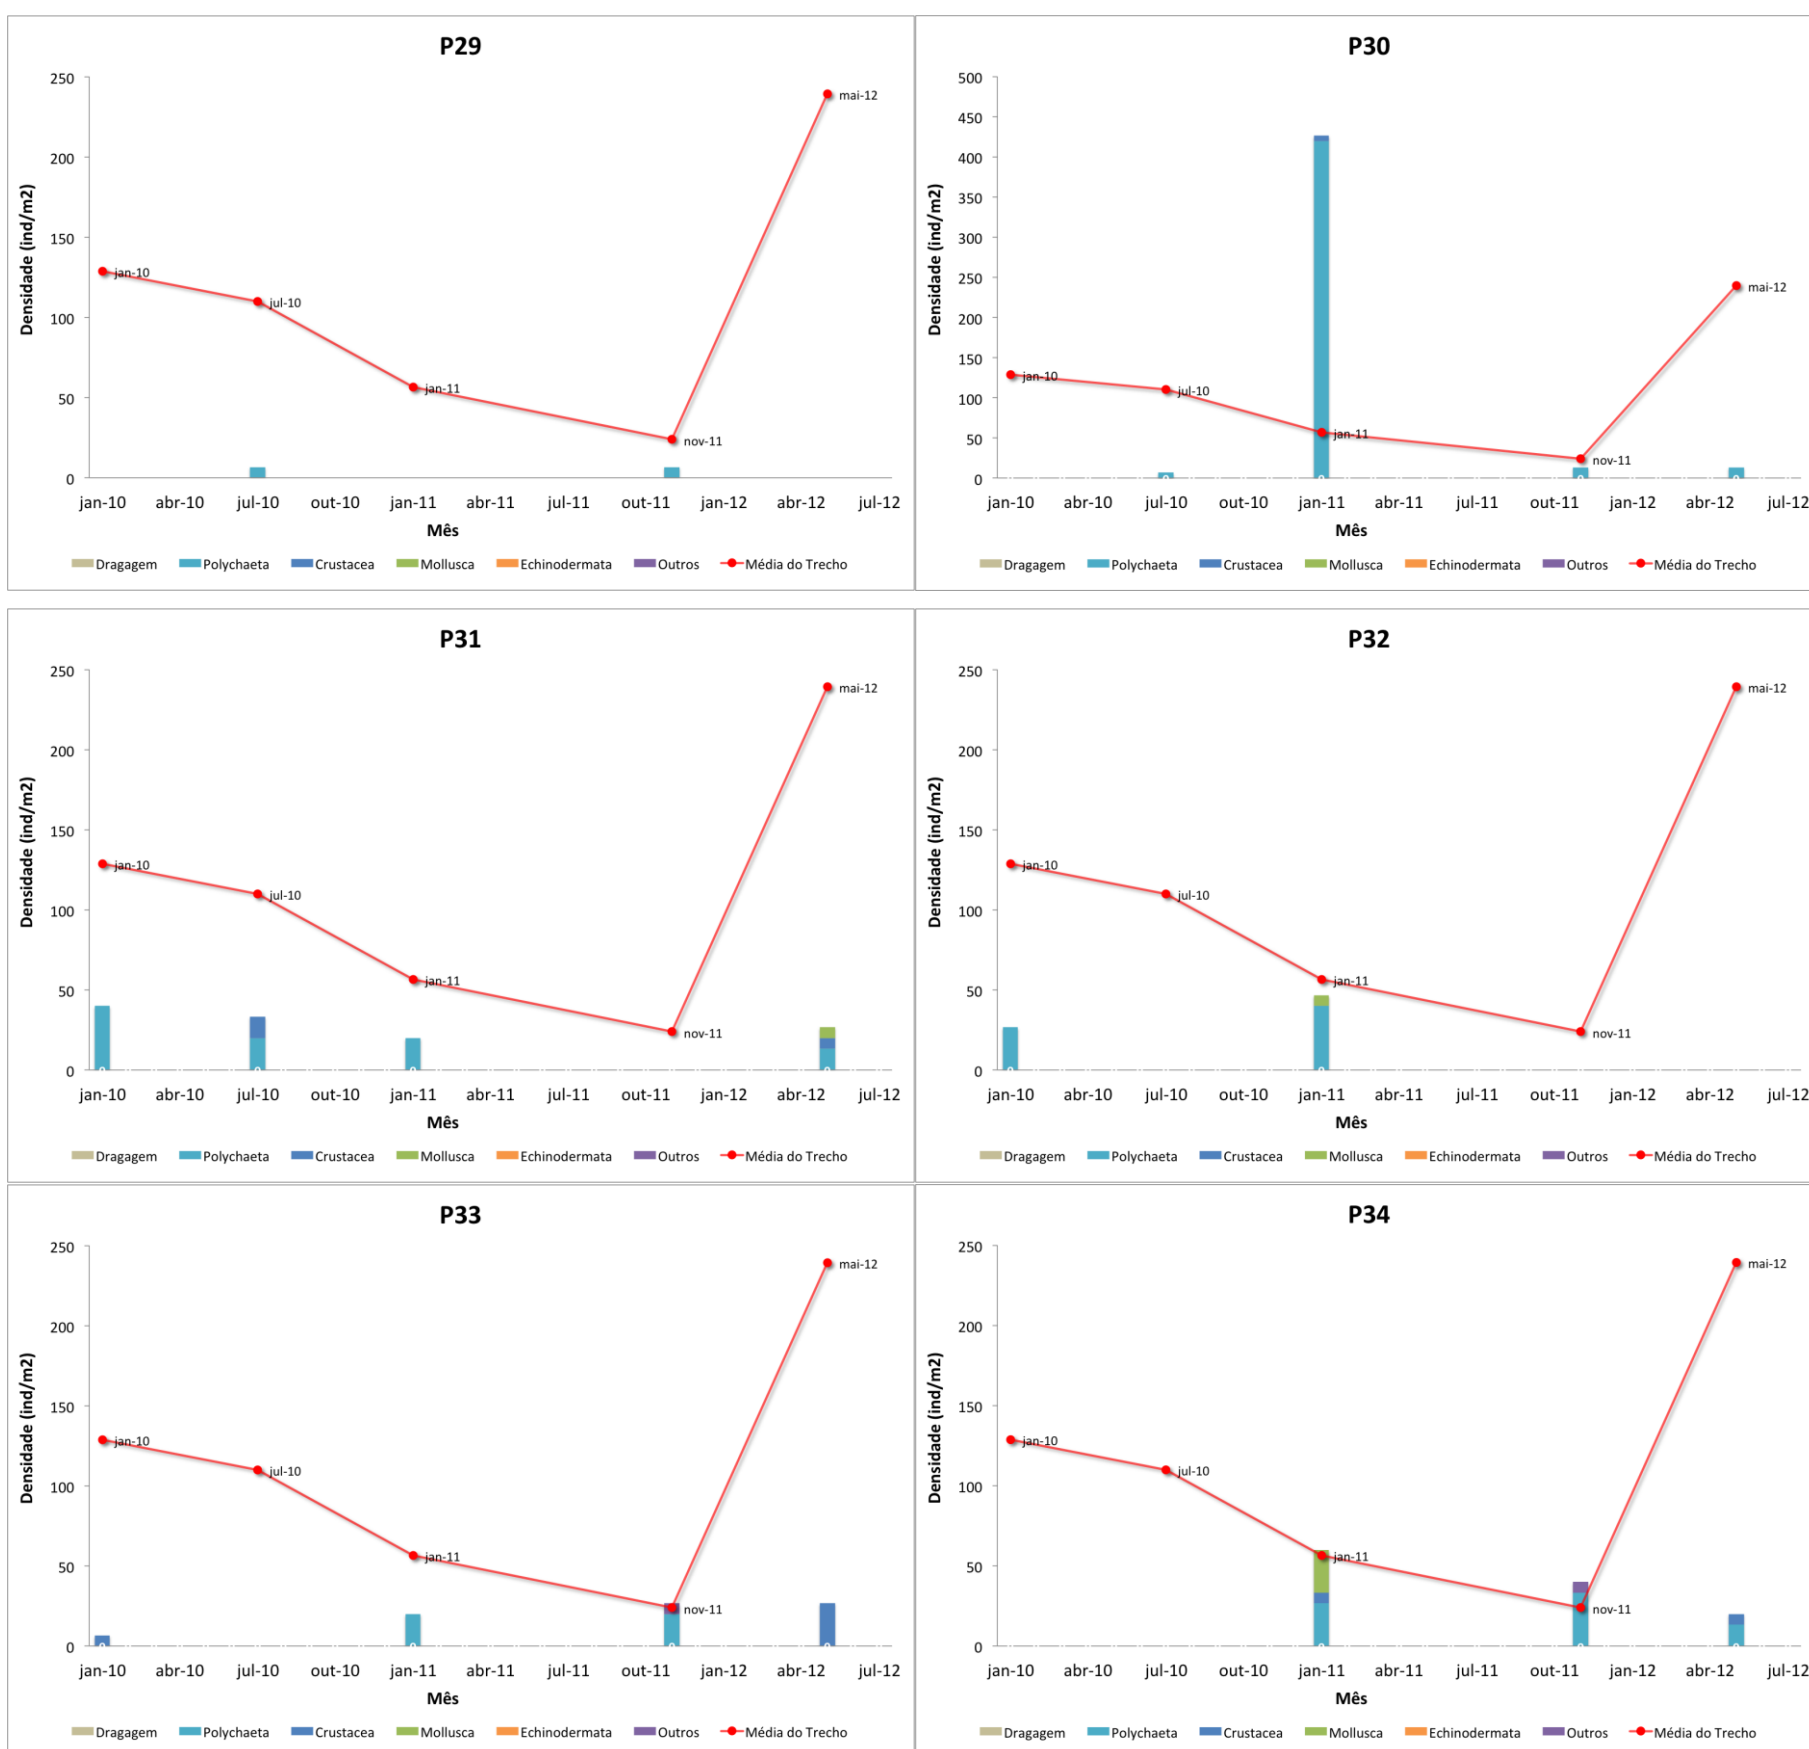 P29
250
200
150
100
50
0
Densidade (ind/m2)
jan-10
jul-10
jan-11
nov-11
mai-12
jan-10 abr-10 jul-10 out-10 jan-11 abr-11 jul-11 out-11 jan-12 abr-12 jul-12
Mês
Dragagem Polychaeta Crustacea Mollusca Echinodermata Outros Média do Trecho
P30
500
450
400
350
300
250
200
150
100
50
0
Densidade (ind/m2)
jan-10
jul-10
jan-11
nov-11
mai-12
jan-10 abr-10 jul-10 out-10 jan-11 abr-11 jul-11 out-11 jan-12 abr-12 jul-12
Mês
Dragagem Polychaeta Crustacea Mollusca Echinodermata Outros Média do Trecho
P31
250
200
150
100
50
0
Densidade (ind/m2)
jan-10
jul-10
jan-11
nov-11
mai-12
jan-10 abr-10 jul-10 out-10 jan-11 abr-11 jul-11 out-11 jan-12 abr-12 jul-12
Mês
Dragagem Polychaeta Crustacea Mollusca Echinodermata Outros Média do Trecho
P32
250
200
150
100
50
0
Densidade (ind/m2)
jan-10
jul-10
jan-11
nov-11
mai-12
jan-10 abr-10 jul-10 out-10 jan-11 abr-11 jul-11 out-11 jan-12 abr-12 jul-12
Mês
Dragagem Polychaeta Crustacea Mollusca Echinodermata Outros Média do Trecho
P33
250
200
150
100
50
0
Densidade (ind/m2)
jan-10
jul-10
jan-11
nov-11
mai-12
jan-10 abr-10 jul-10 out-10 jan-11 abr-11 jul-11 out-11 jan-12 abr-12 jul-12
Mês
Dragagem Polychaeta Crustacea Mollusca Echinodermata Outros Média do Trecho
P34
250
200
150
100
50
0
Densidade (ind/m2)
jan-10
jul-10
jan-11
nov-11
mai-12
jan-10 abr-10 jul-10 out-10 jan-11 abr-11 jul-11 out-11 jan-12 abr-12 jul-12
Mês
Dragagem Polychaeta Crustacea Mollusca Echinodermata Outros Média do Trecho